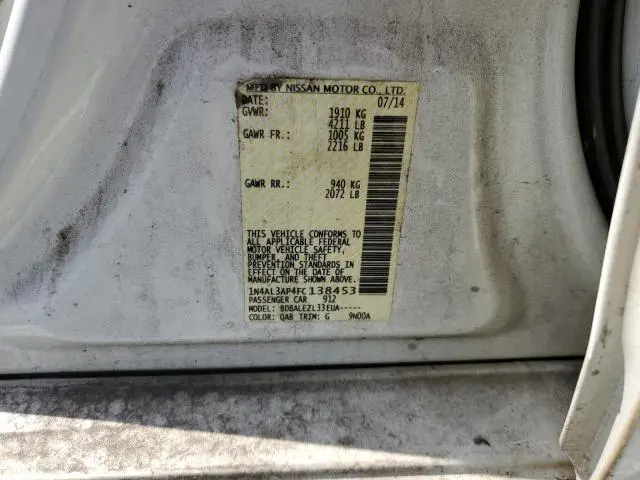 MFD BY NISSAN MOTOR CO., LTD.
DATE: 07/14
GVWR: 1910 KG
4211 LB
GAWR FR.: 1005 KG
2216 LB
GAWR RR.: 940 KG
2072 LB
THIS VEHICLE CONFORMS TO
ALL APPLICABLE FEDERAL
MOTOR VEHICLE SAFETY,
BUMPER, AND THEFT
PREVENTION STANDARDS IN
EFFECT ON THE DATE OF
MANUFACTURE SHOWN ABOVE.
1N4AL3AP4FC138453
PASSENGER CAR 912
MODEL: BDBALEZL33EUA-----
COLOR: QAB TRIM: G 9N00A